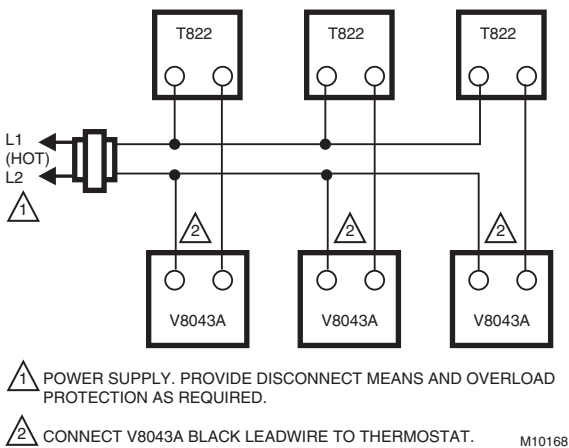 T822 T822 T822
L1
(HOT)
L2
1
2 2 2
V8043A V8043A V8043A
1 POWER SUPPLY. PROVIDE DISCONNECT MEANS AND OVERLOAD
PROTECTION AS REQUIRED.
2 CONNECT V8043A BLACK LEADWIRE TO THERMOSTAT.
M10168